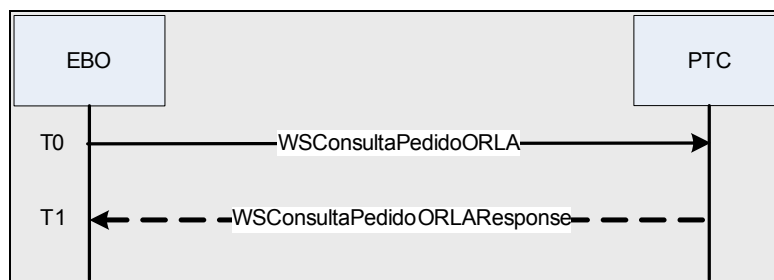 EBO
PTC
T0
WSConsultaPedidoORLA
T1
WSConsultaPedidoORLAResponse